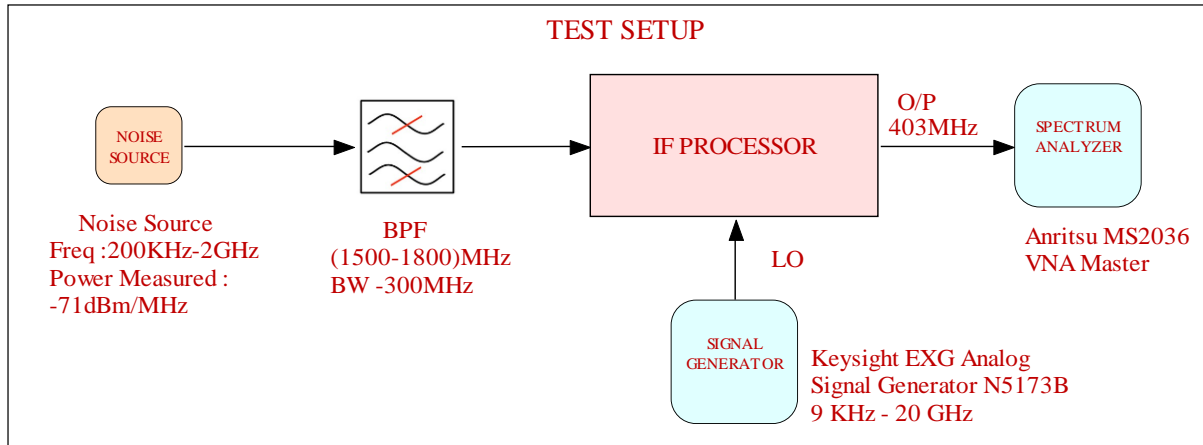 TEST SETUP
NOISE
SOURCE
Noise Source
Freq :200KHz-2GHz
Power Measured :
-71dBm/MHz
BPF
(1500-1800)MHz
BW -300MHz
IF PROCESSOR
O/P
403MHz
SPECTRUM
ANALYZER
Anritsu MS2036
VNA Master
LO
SIGNAL
GENERATOR
Keysight EXG Analog
Signal Generator N5173B
9 KHz - 20 GHz